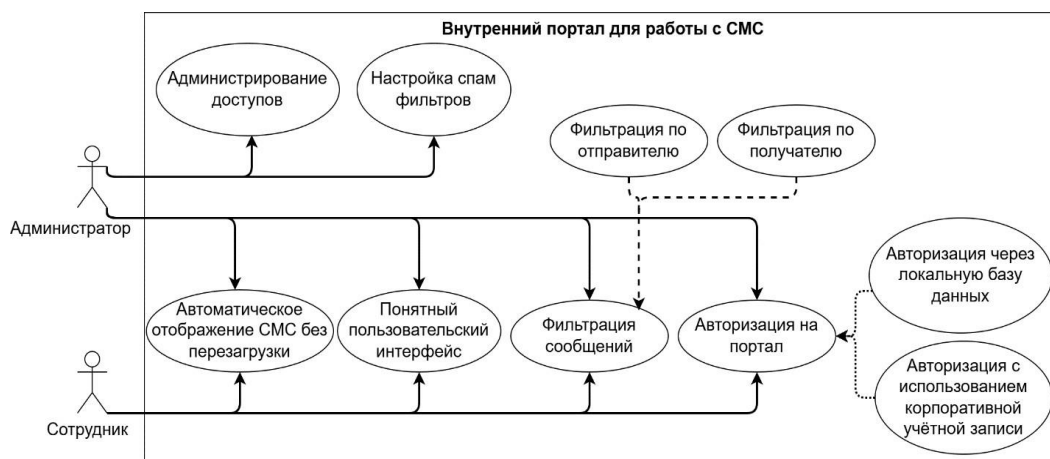 Внутренний портал для работы с СМС
Администрирование
доступов
Настройка спам
фильтров
Фильтрация по
отправителю
Фильтрация по
получателю
Администратор
Авторизация через
локальную базу
данных
Автоматическое
отображение СМС без
перезагрузки
Понятный
пользовательский
интерфейс
Фильтрация
сообщений
Авторизация на
портал
Авторизация с
использованием
корпоративной
учётной записи
Сотрудник